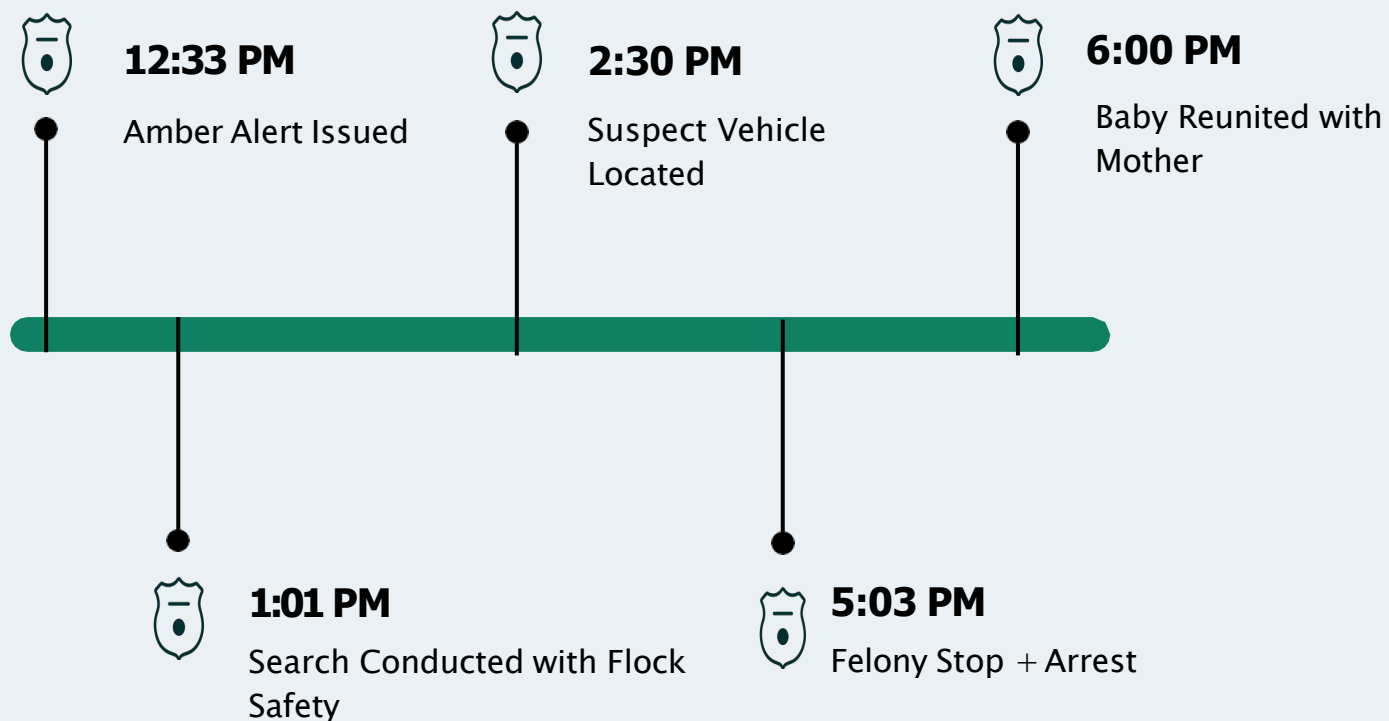 12:33 PM
Amber Alert Issued
2:30 PM
Suspect Vehicle
Located
6:00 PM
Baby Reunited with
Mother
1:01 PM
Search Conducted with Flock
Safety
5:03 PM
Felony Stop + Arrest